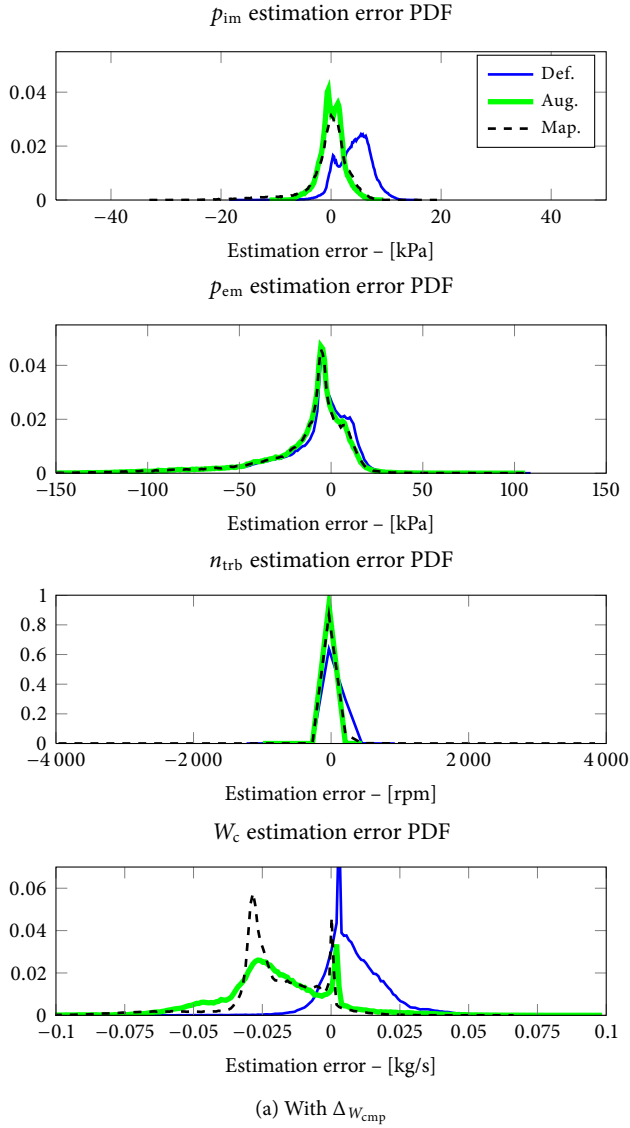 p_im estimation error PDF
0.04
0.02
0
Def.
Aug.
Map.
−40 −20 0 20 40
Estimation error – [kPa]
p_em estimation error PDF
0.04
0.02
0
−150 −100 −50 0 50 100 150
Estimation error – [kPa]
n_trb estimation error PDF
1
0.8
0.6
0.4
0.2
0
−4 000 −2 000 0 2 000 4 000
Estimation error – [rpm]
W_c estimation error PDF
0.06
0.04
0.02
0
−0.1 −0.075 −0.05 −0.025 0 0.025 0.05 0.075 0.1
Estimation error – [kg/s]
(a) With Δ_W_cmp